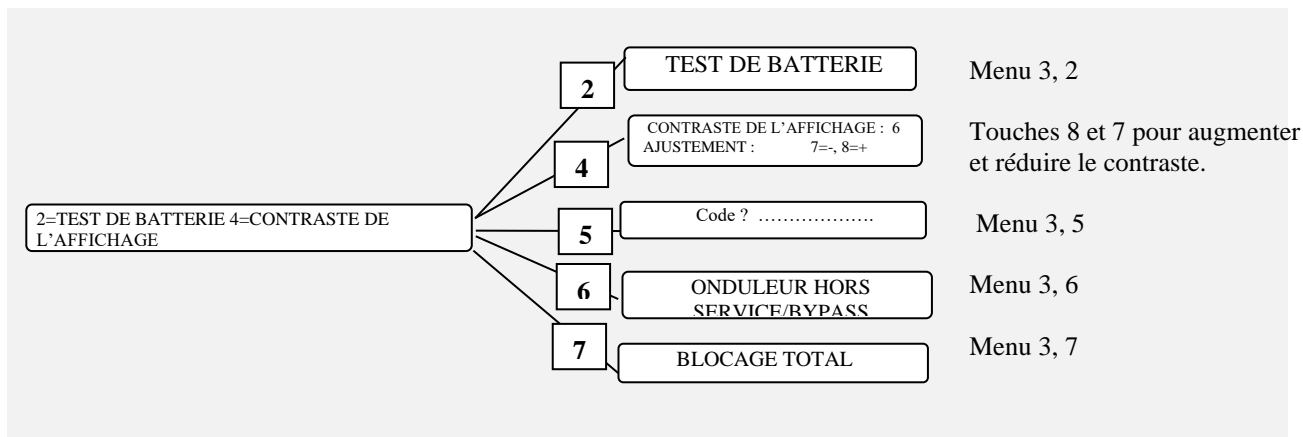 2
TEST DE BATTERIE
Menu 3, 2
4
CONTRASTE DE L'AFFICHAGE : 6
AJUSTEMENT : 7=-, 8=+
Touches 8 et 7 pour augmenter
et réduire le contraste.
2=TEST DE BATTERIE 4=CONTRASTE DE
L'AFFICHAGE
5
Code ? ……………….
Menu 3, 5
6
ONDULEUR HORS
SERVICE/BYPASS
Menu 3, 6
7
BLOCAGE TOTAL
Menu 3, 7